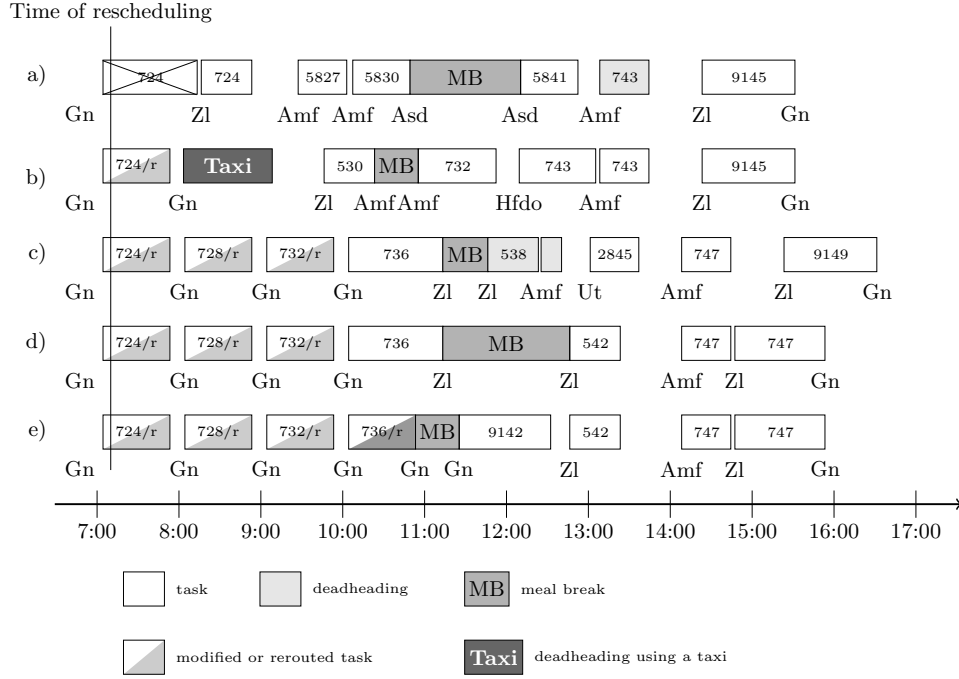 Time of rescheduling
a) 724 724 5827 5830 MB 5841 743 9145
Gn Zl Amf Amf Asd Asd Amf Zl Gn
b) 724/r Taxi 530 MB 732 743 743 9145
Gn Gn Zl Amf Amf Hfdo Amf Zl Gn
c) 724/r 728/r 732/r 736 MB 538 2845 747 9149
Gn Gn Gn Gn Zl Zl Amf Ut Amf Zl Gn
d) 724/r 728/r 732/r 736 MB 542 747 747
Gn Gn Gn Gn Zl Zl Amf Zl Gn
e) 724/r 728/r 732/r 736/r MB 9142 542 747 747
Gn Gn Gn Gn Gn Gn Zl Amf Zl Gn
7:00 8:00 9:00 10:00 11:00 12:00 13:00 14:00 15:00 16:00 17:00
task deadheading MB meal break
modified or rerouted task Taxi deadheading using a taxi